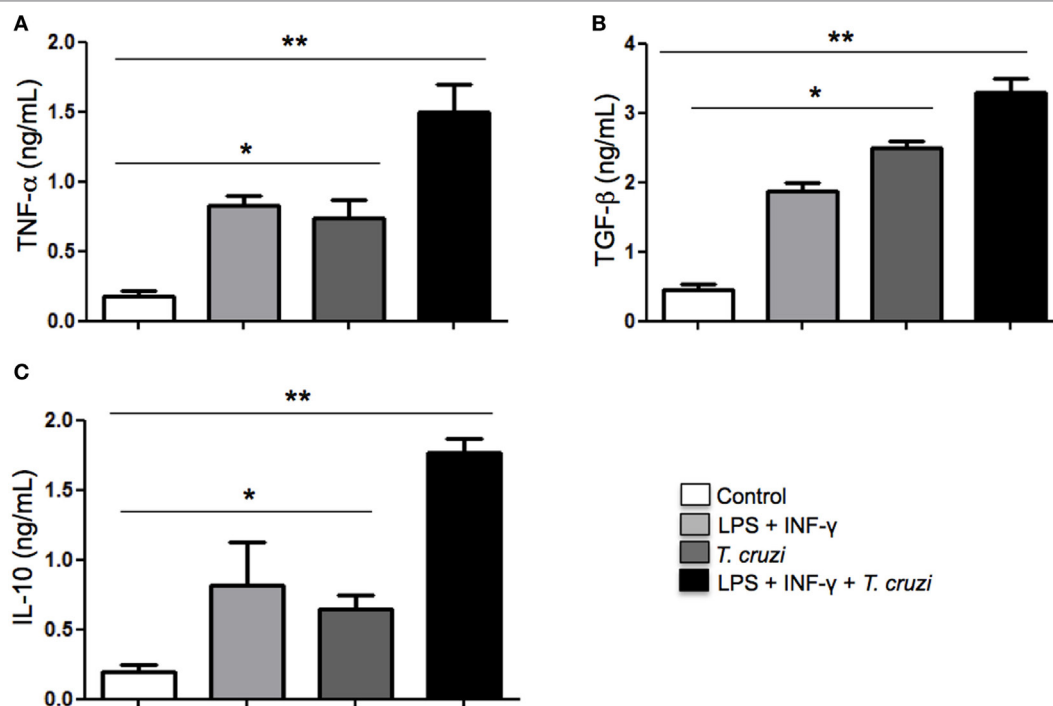 A
TNF-α (ng/mL)
2.0
1.5
1.0
0.5
0.0
**
*
B
TGF-β (ng/mL)
4
3
2
1
0
**
*
C
IL-10 (ng/mL)
2.0
1.5
1.0
0.5
0.0
**
*
Control
LPS + INF-γ
T. cruzi
LPS + INF-γ + T. cruzi